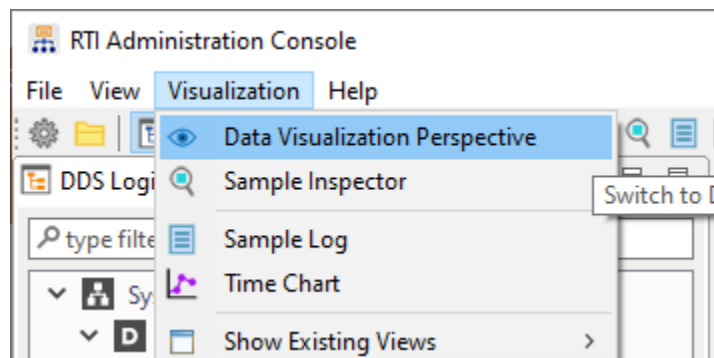 RTI Administration Console
File View Visualization Help
Data Visualization Perspective
DDS Logi
Sample Inspector
Switch to D
type filte
Sample Log
Time Chart
Sy
D
Show Existing Views